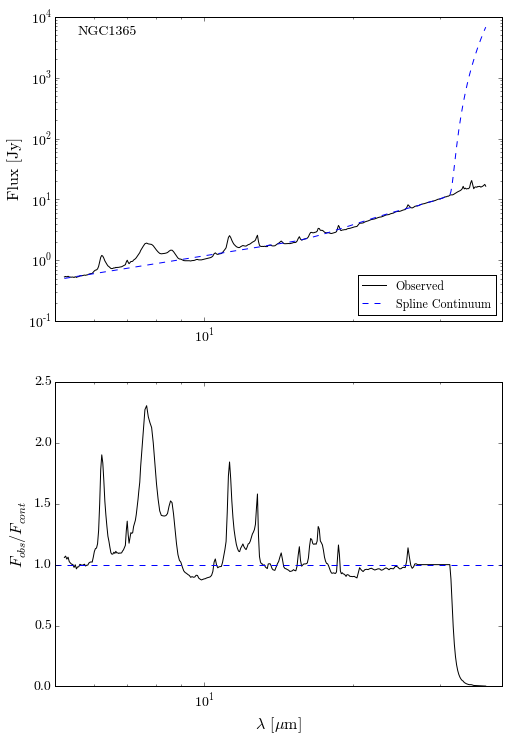 NGC1365
10^4
10^3
10^2
10^1
10^0
10^-1
Flux [Jy]
Observed
Spline Continuum
10^1
2.5
2.0
1.5
1.0
0.5
0.0
F_obs/F_cont
10^1
λ [μm]